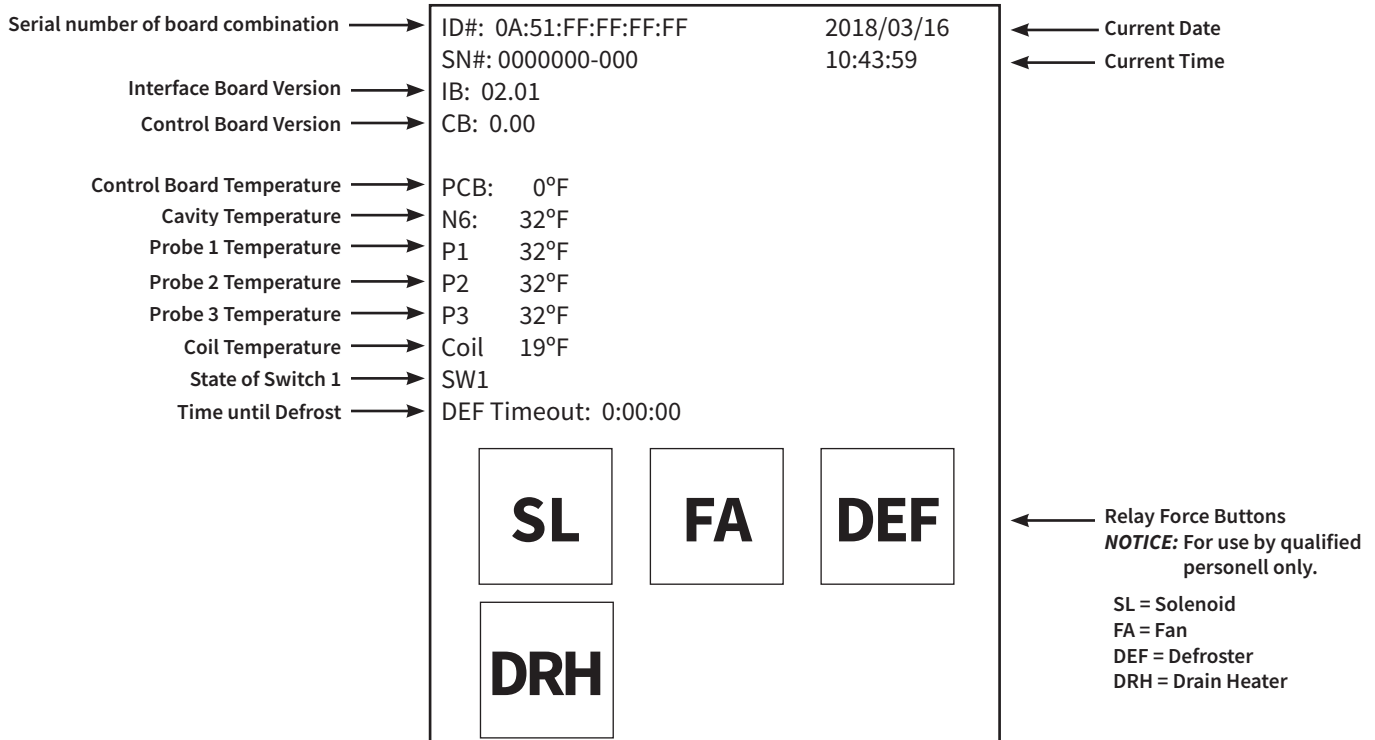 Serial number of board combination
ID#: 0A:51:FF:FF:FF:FF 2018/03/16
Current Date
SN#: 0000000-000 10:43:59
Current Time
Interface Board Version
IB: 02.01
Control Board Version
CB: 0.00
Control Board Temperature
PCB: 0°F
Cavity Temperature
N6: 32°F
Probe 1 Temperature
P1 32°F
Probe 2 Temperature
P2 32°F
Probe 3 Temperature
P3 32°F
Coil Temperature
Coil 19°F
State of Switch 1
SW1
Time until Defrost
DEF Timeout: 0:00:00
SL FA DEF
DRH
Relay Force Buttons
NOTICE: For use by qualified
personell only.
SL = Solenoid
FA = Fan
DEF = Defroster
DRH = Drain Heater